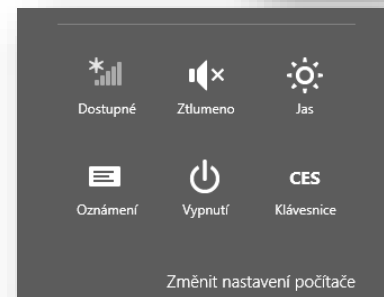 Dostupné Ztlumeno Jas
CES
Oznámení Vypnutí Klávesnice
Změnit nastavení počítače